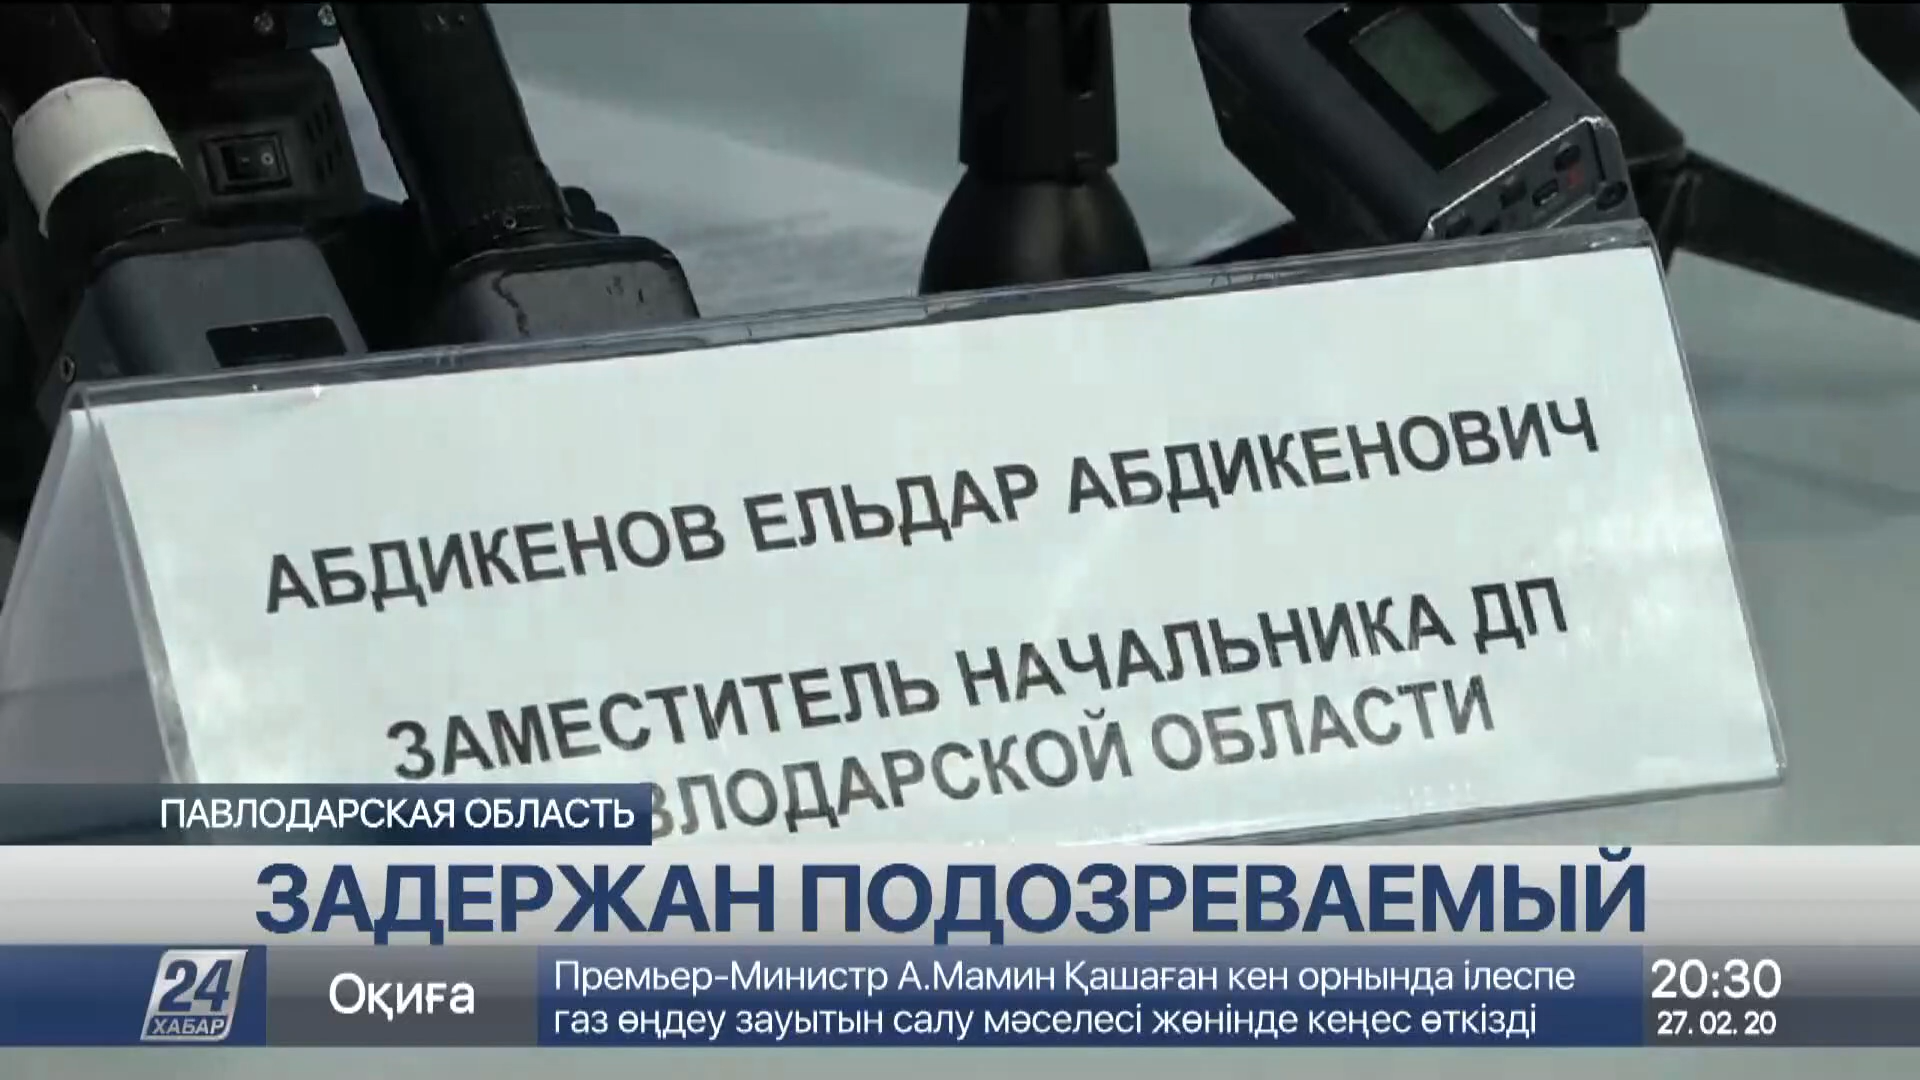 АБДИКЕНОВ ЕЛЬДАР АБДИКЕНОВИЧ
ЗАМЕСТИТЕЛЬ НАЧАЛЬНИКА ДП
ВЛОДАРСКОЙ ОБЛАСТИ
ПАВЛОДАРСКАЯ ОБЛАСТЬ
ЗАДЕРЖАН ПОДОЗРЕВАЕМЫЙ
24
ХАБАР
Оқиға
Премьер-Министр А.Мамин Қашаған кен орнында ілеспе
газ өңдеу зауытын салу мәселесі жөнінде кеңес өткізді
20:30
27. 02. 20